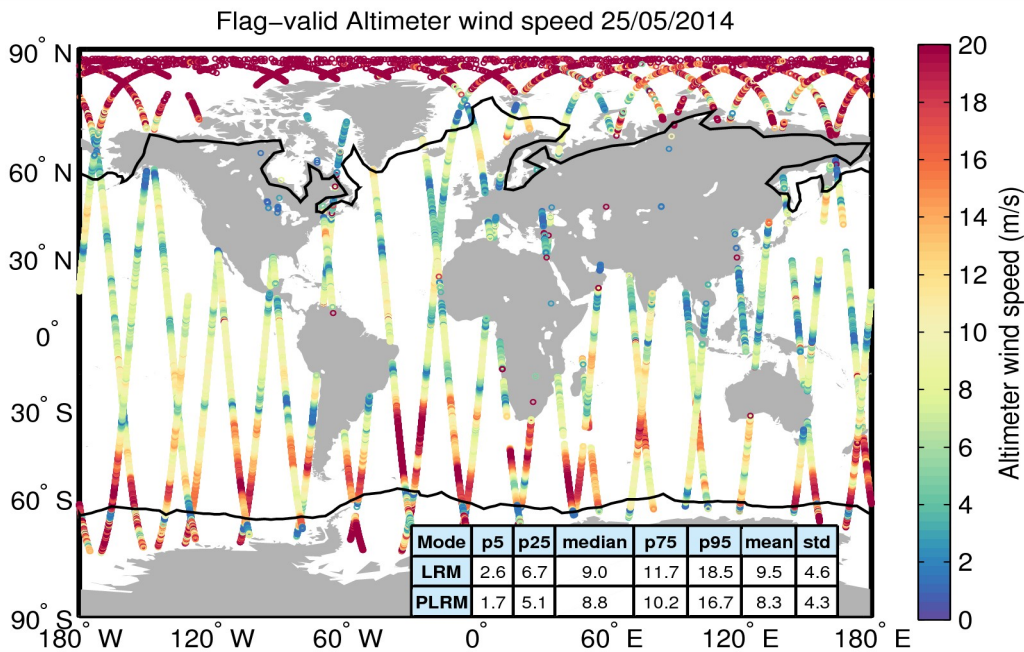 Flag−valid Altimeter wind speed 25/05/2014
90° N
60° N
30° N
0°
30° S
60° S
90° S
180° W
120° W
60° W
0°
60° E
120° E
180° E
Mode p5 p25 median p75 p95 mean std
LRM 2.6 6.7 9.0 11.7 18.5 9.5 4.6
PLRM 1.7 5.1 8.8 10.2 16.7 8.3 4.3
20
18
16
14
12
10
8
6
4
2
0
Altimeter wind speed (m/s)